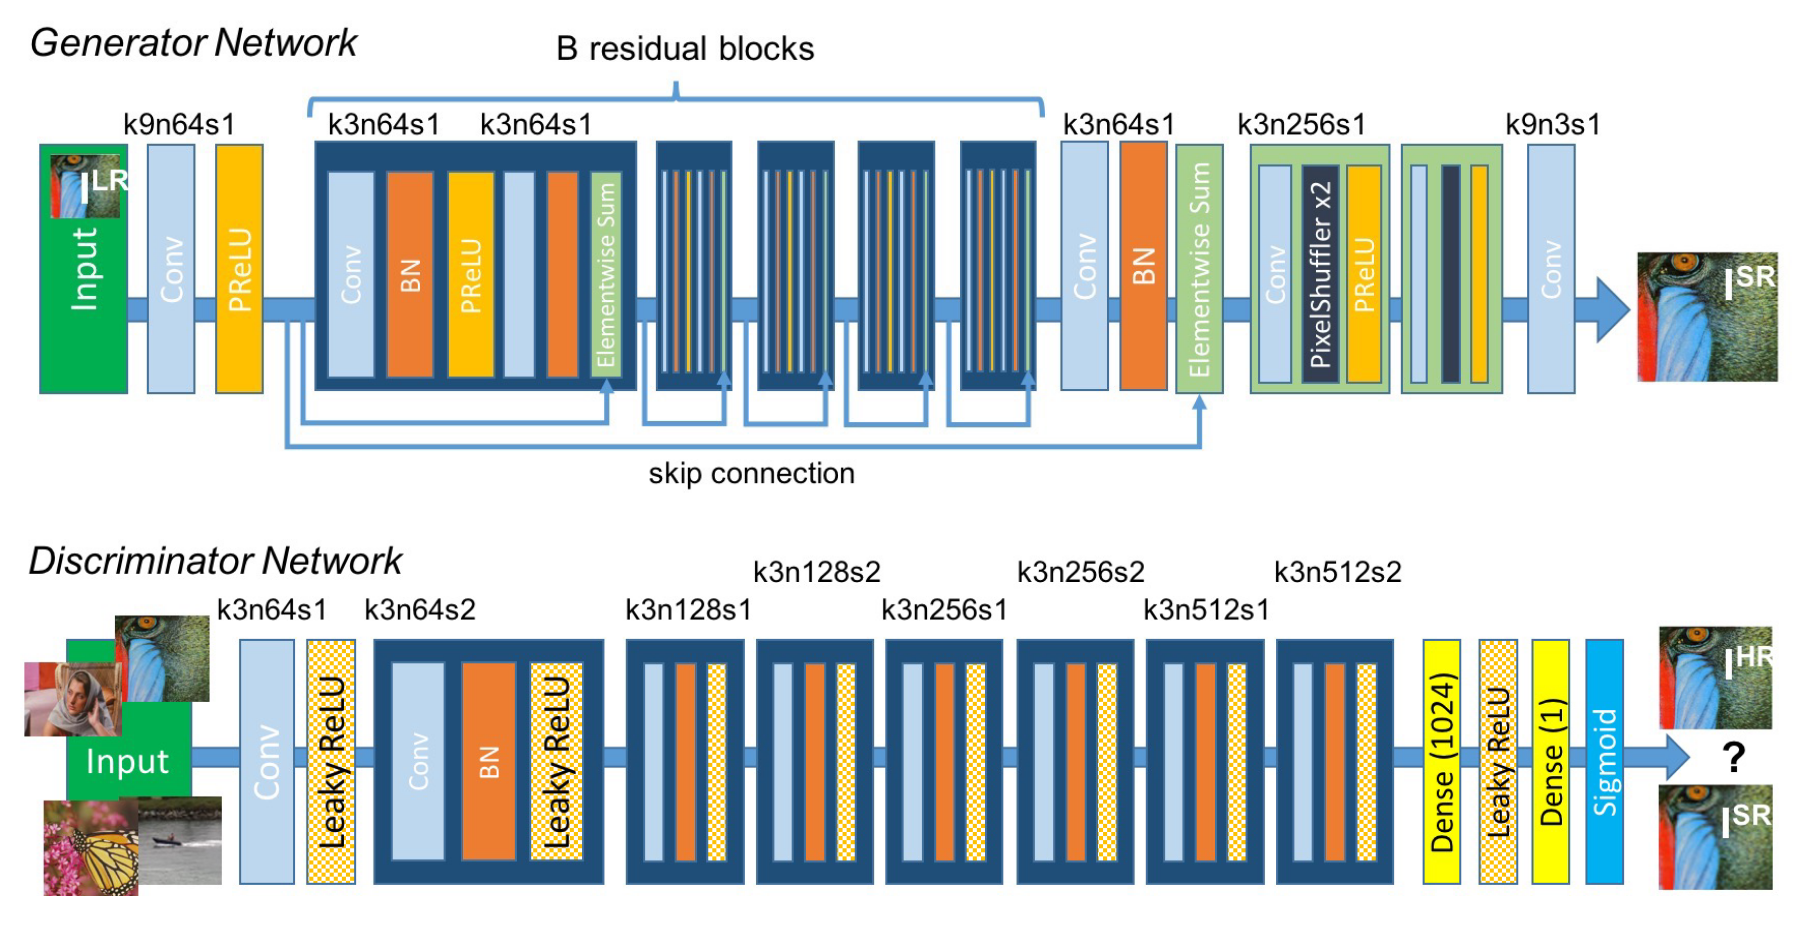 Generator Network
B residual blocks
k9n64s1
k3n64s1
k3n64s1
k3n64s1
k3n256s1
k9n3s1
I^LR
Input
Conv
PReLU
Conv
BN
PReLU
Elementwise Sum
Conv
BN
Elementwise Sum
Conv
PixelShuffler x2
PReLU
Conv
I^SR
skip connection
Discriminator Network
k3n128s2
k3n256s2
k3n512s2
k3n64s1
k3n64s2
k3n128s1
k3n256s1
k3n512s1
Input
Conv
Leaky ReLU
Conv
BN
Leaky ReLU
Dense (1024)
Leaky ReLU
Dense (1)
Sigmoid
I^HR
?
I^SR